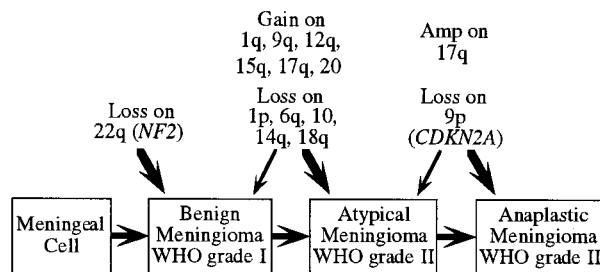 Gain on
1q, 9q, 12q,
15q, 17q, 20
Amp on
17q
Loss on
22q (NF2)
Loss on
1p, 6q, 10,
14q, 18q
Loss on
9p
(CDKN2A)
Meningeal
Cell
Benign
Meningioma
WHO grade I
Atypical
Meningioma
WHO grade II
Anaplastic
Meningioma
WHO grade II